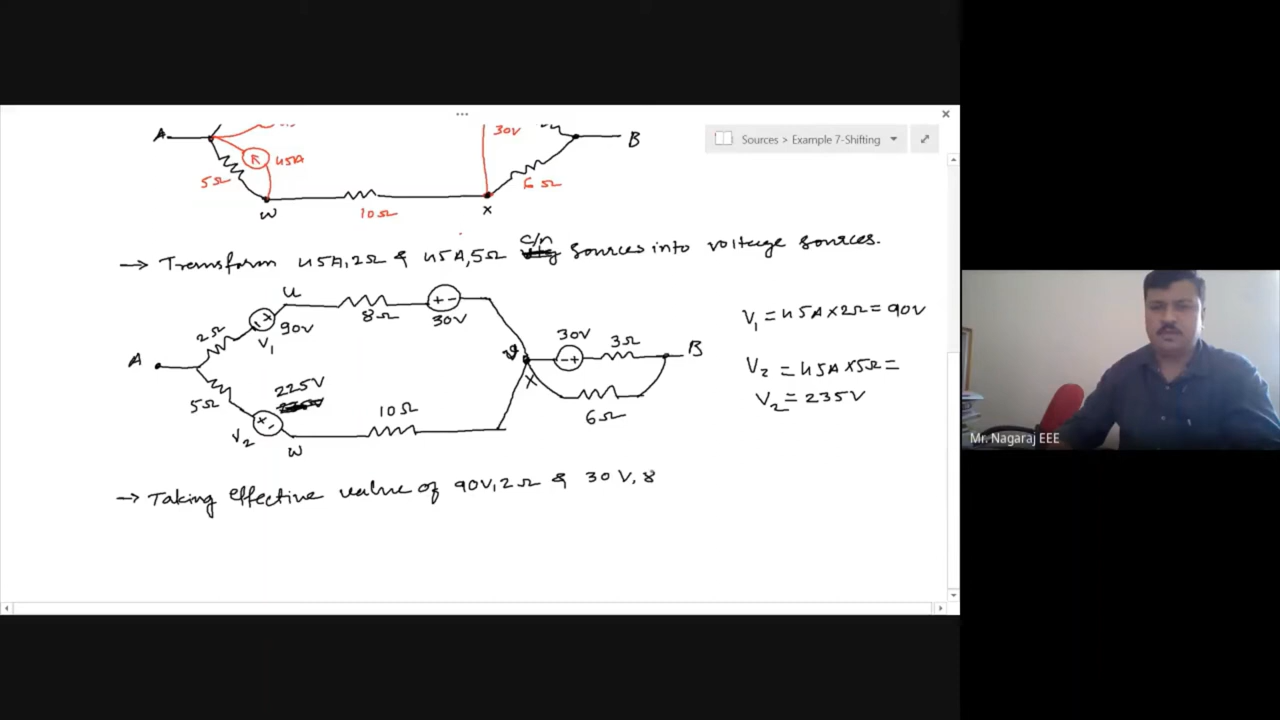 30V
Sources > Example 7-Shifting
A
B
45A
5Ω
6Ω
W
10Ω
X
→ Transform 45A, 2Ω & 45A, 5Ω c/n sources into voltage sources.
u
2Ω
90V
V₁
8Ω
+ -
30V
V₁ = 45A × 2Ω = 90V
A
30V
- +
3Ω
B
X
V₂ = 45A × 5Ω =
V₂ = 235V
5Ω
225V
+ -
V₂
10Ω
6Ω
W
Mr. Nagaraj EEE
→ Taking effective value of 90V, 2Ω & 30V, 8